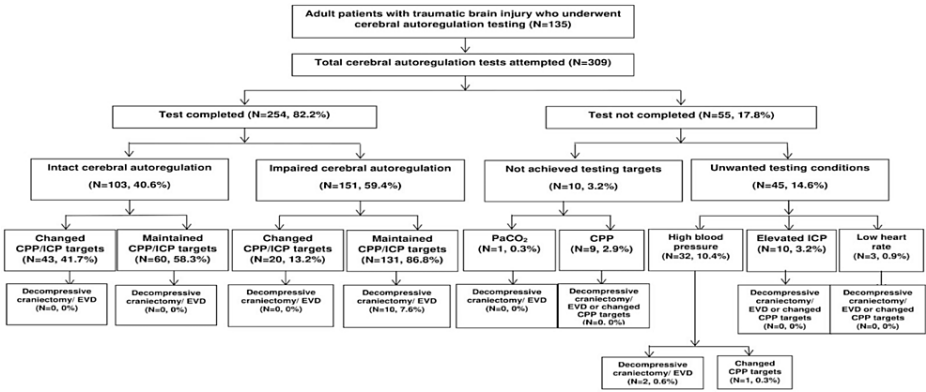 Adult patients with traumatic brain injury who underwent
cerebral autoregulation testing (N=135)
Total cerebral autoregulation tests attempted (N=309)
Test completed (N=254, 82.2%)
Test not completed (N=55, 17.8%)
Intact cerebral autoregulation
(N=103, 40.6%)
Impaired cerebral autoregulation
(N=151, 59.4%)
Not achieved testing targets
(N=10, 3.2%)
Unwanted testing conditions
(N=45, 14.6%)
Changed
CPP/ICP targets
(N=43, 41.7%)
Maintained
CPP/ICP targets
(N=60, 58.3%)
Changed
CPP/ICP targets
(N=20, 13.2%)
Maintained
CPP/ICP targets
(N=131, 86.8%)
PaCO₂
(N=1, 0.3%)
CPP
(N=9, 2.9%)
High blood
pressure
(N=32, 10.4%)
Elevated ICP
(N=10, 3.2%)
Low heart
rate
(N=3, 0.9%)
Decompressive
craniectomy/ EVD
(N=0, 0%)
Decompressive
craniectomy/ EVD
(N=0, 0%)
Decompressive
craniectomy/ EVD
(N=0, 0%)
Decompressive
craniectomy/ EVD
(N=10, 7.6%)
Decompressive
craniectomy/ EVD
(N=0, 0%)
Decompressive
craniectomy/
EVD or changed
CPP targets
(N=0, 0%)
Decompressive
craniectomy/
EVD or changed
CPP targets
(N=0, 0%)
Decompressive
craniectomy/
EVD or changed
CPP targets
(N=0, 0%)
Decompressive
craniectomy/ EVD
(N=2, 0.6%)
Changed
CPP targets
(N=1, 0.3%)